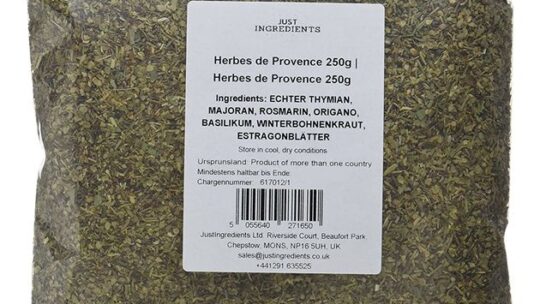 JUST
INGREDIENTS
Herbes de Provence 250g |
Herbes de Provence 250g
Ingredients: ECHTER THYMIAN,
MAJORAN, ROSMARIN, ORIGANO,
BASILIKUM, WINTERBOHNENKRAUT,
ESTRAGONBLÄTTER
Store in cool, dry conditions
Ursprunsland: Product of more than one country
Mindestens haltbar bis Ende:
Chargennummer: 617012/1
5 055640 271650
JustIngredients Ltd. Riverside Court, Beaufort Park.
Chepstow, MONS, NP16 5UH, UK
sales@justingredients.co.uk
+441291 635525